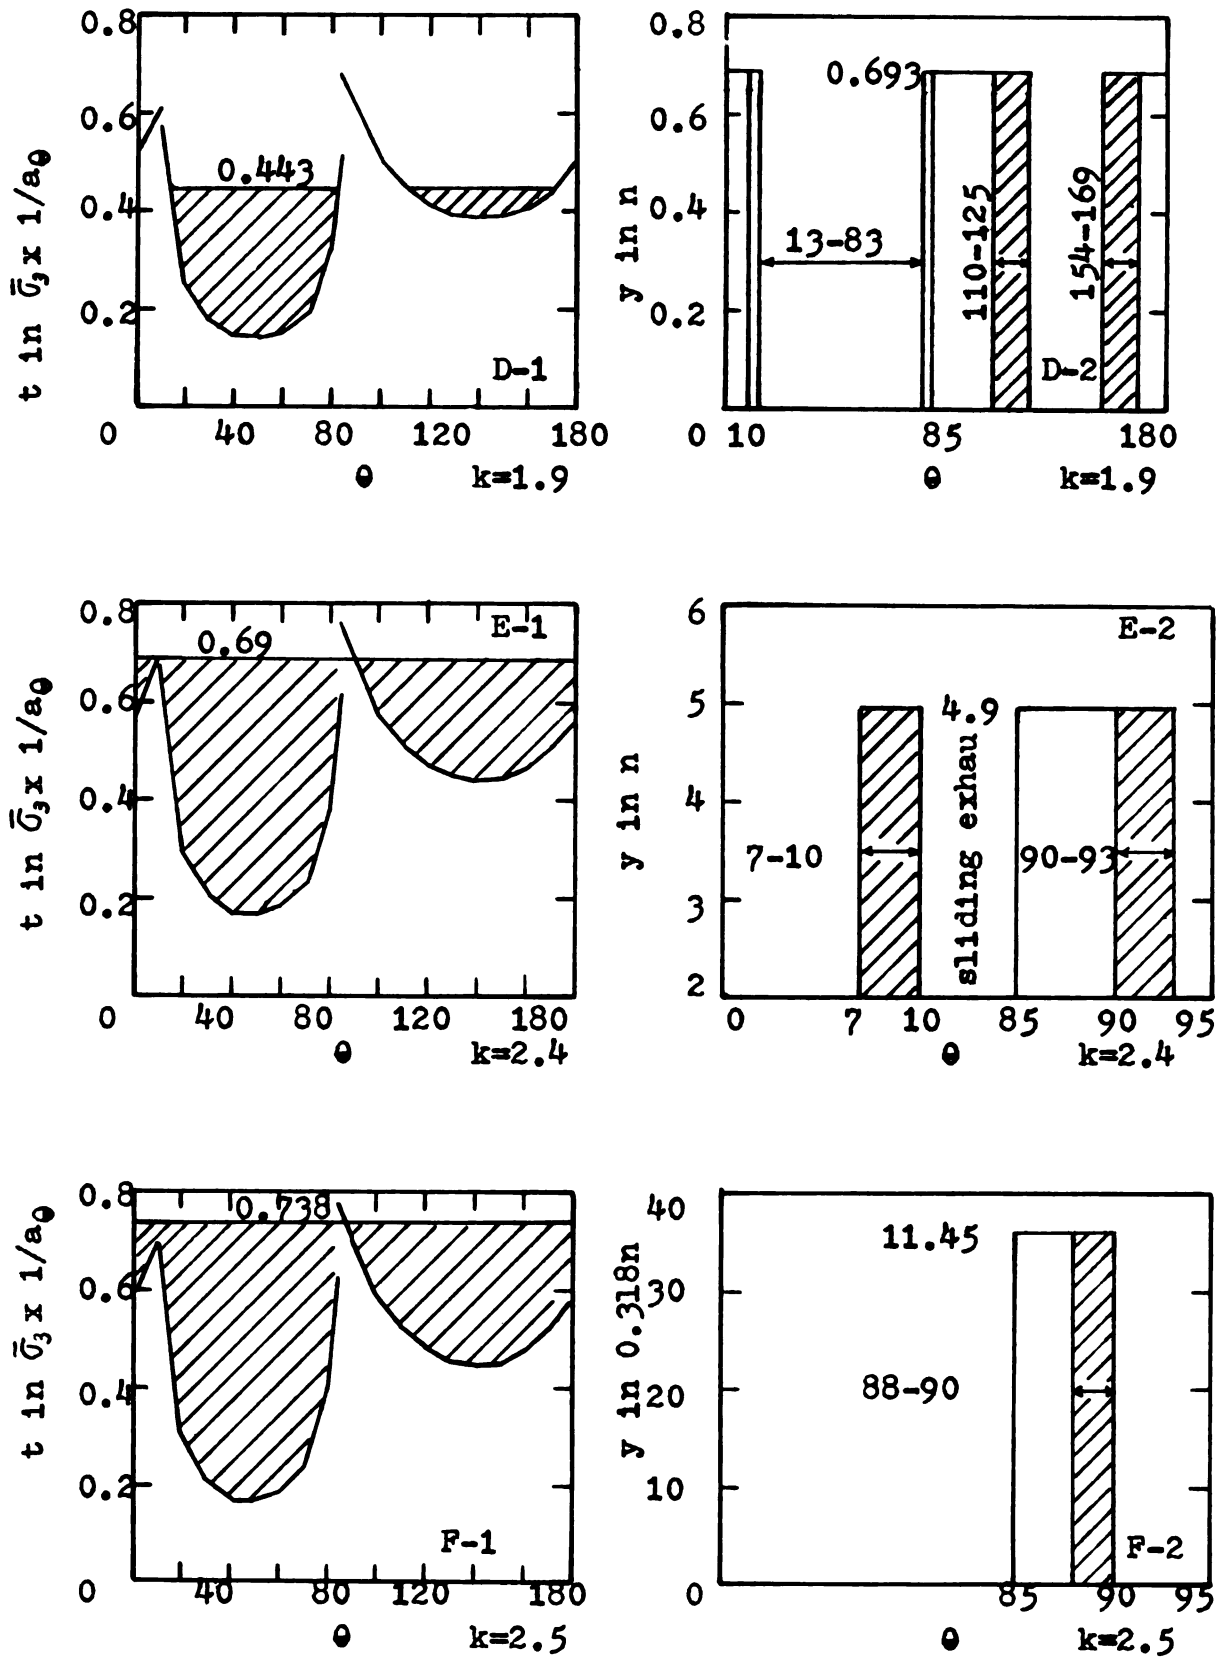 0.8
0.6
0.4
0.2
0
t in σ̄₃x 1/aθ
0.443
D-1
40 80 120 180
θ k=1.9
0.8
0.6
0.4
0.2
0
y in n
0.693
13-83
110-125
154-169
D-2
10 85 180
θ k=1.9
0.8
0.6
0.4
0.2
0
t in σ̄₃x 1/aθ
0.69
E-1
40 80 120 180
θ k=2.4
6
5
4
3
2
y in n
E-2
4.9
7-10
sliding exhau
90-93
0 7 10 85 90 95
θ k=2.4
0.8
0.6
0.4
0.2
0
t in σ̄₃x 1/aθ
0.738
F-1
40 80 120 180
θ k=2.5
40
30
20
10
0
y in 0.318n
11.45
88-90
F-2
85 90 95
θ k=2.5